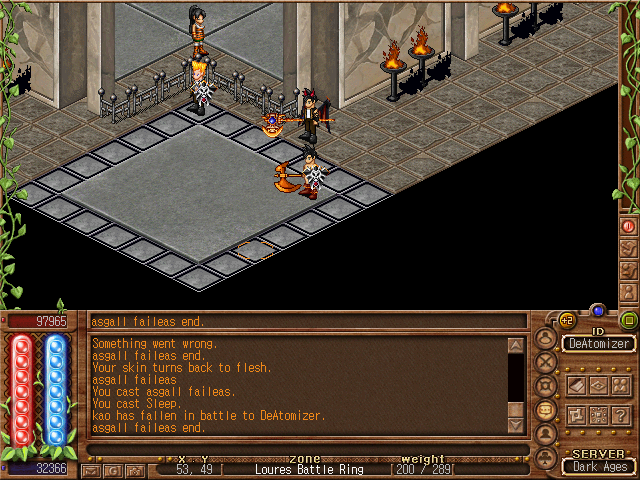 97965
asgall faileas end.
+2
ID
DeAtomizer
Something went wrong.
asgall faileas end.
Your skin turns back to flesh.
asgall faileas
You cast asgall faileas.
You cast Sleep.
kao has fallen in battle to DeAtomizer.
asgall faileas end.
32366
X Y
zone
weight
53, 49
Loures Battle Ring
200 / 289
SERVER
Dark Ages
G
?